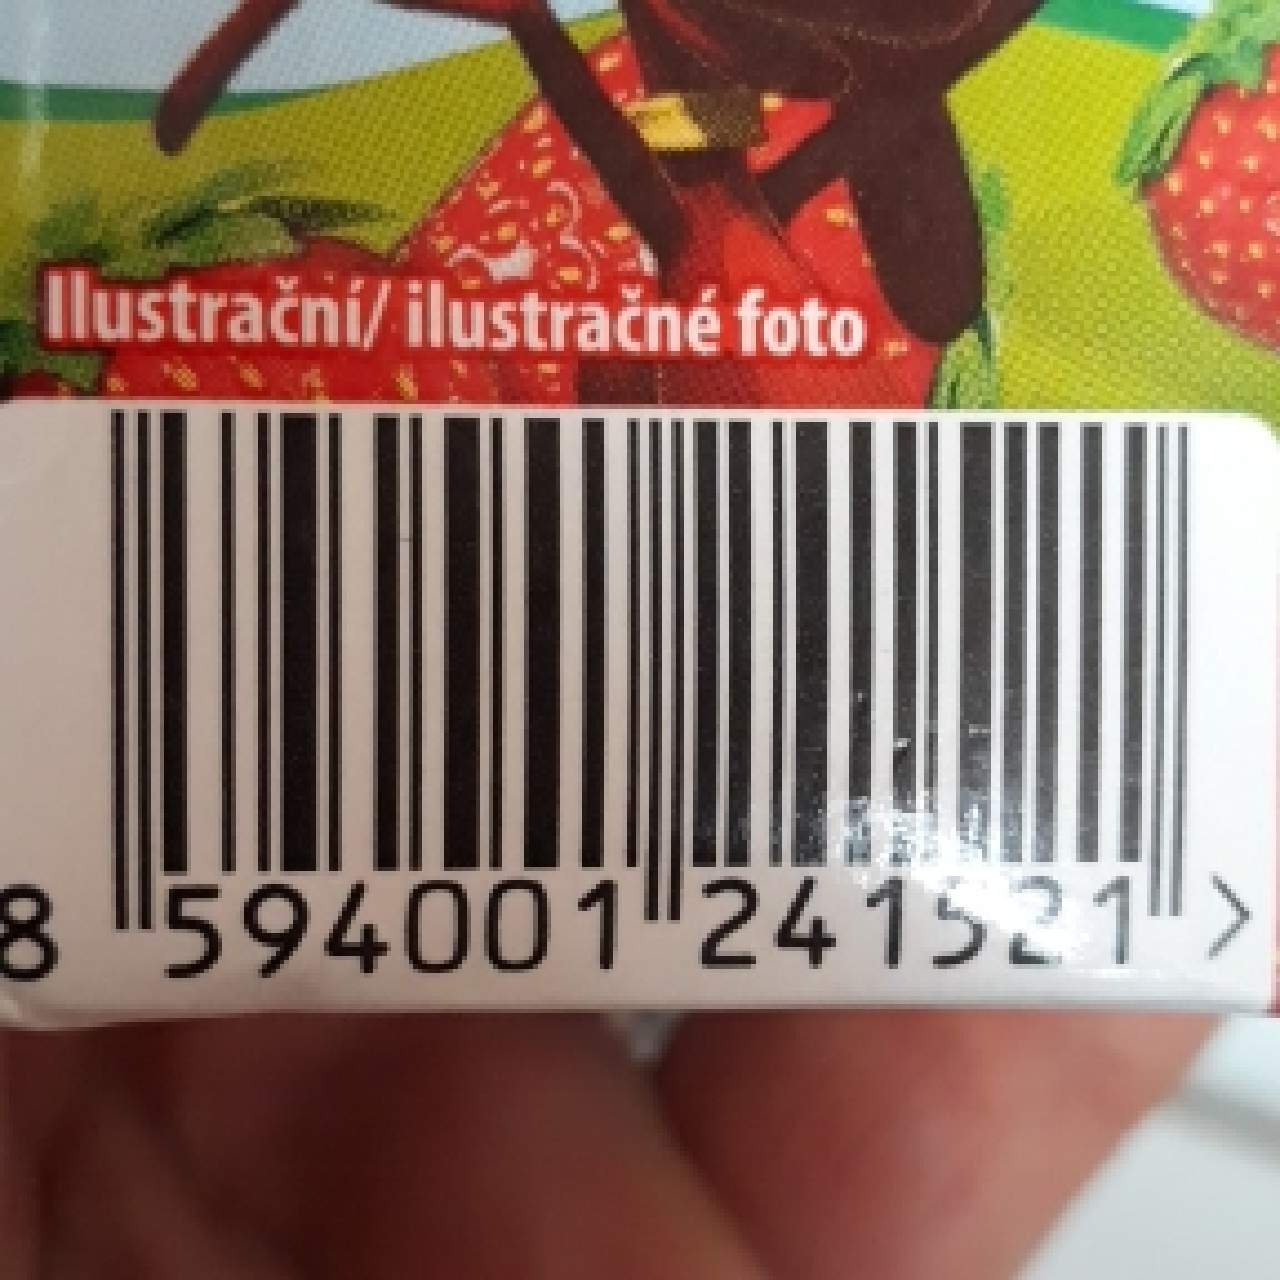 Ilustrační/ ilustračné foto
8 594001 241521 >